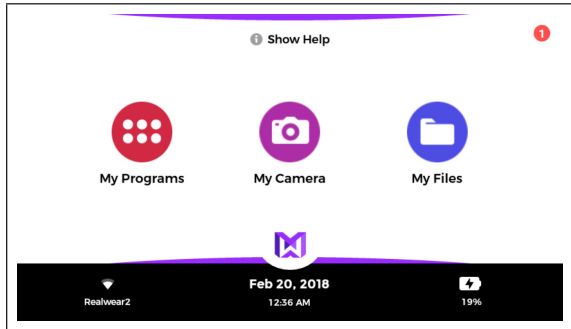 Show Help
1
My Programs
My Camera
My Files
Feb 20, 2018
Realwear2
12:36 AM
19%